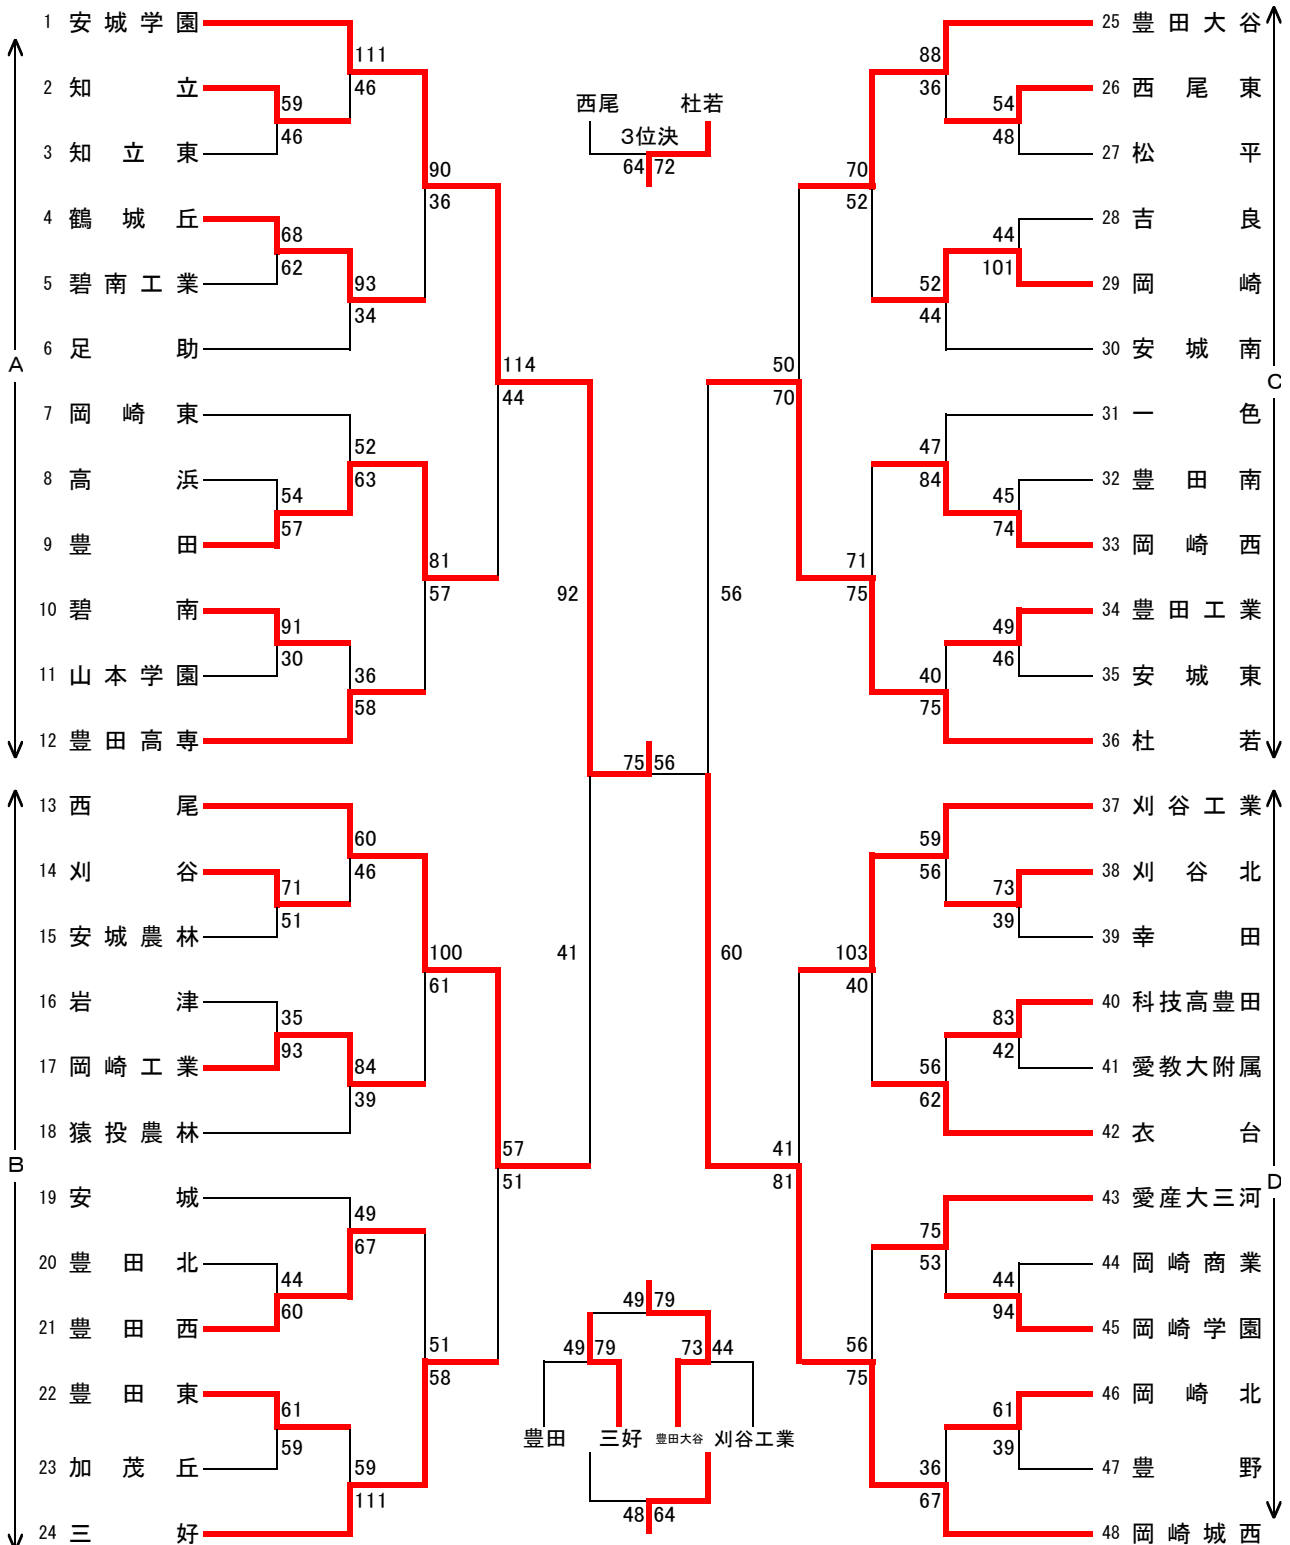 1 安城学園
2 知立
3 知立東
4 鶴城丘
5 碧南工業
6 足助
7 岡崎東
8 高浜
9 豊田
10 碧南
11 山本学園
12 豊田高専
13 西尾
14 刈谷
15 安城農林
16 岩津
17 岡崎工業
18 猿投農林
19 安城
20 豊田北
21 豊田西
22 豊田東
23 加茂丘
24 三好
A
B
59
46
68
62
54
57
91
30
71
51
35
93
44
60
61
59
111
46
93
34
52
63
36
58
60
46
84
39
49
67
59
111
90
36
81
57
100
61
51
58
114
44
57
51
92
41
西尾 杜若
3位決
64 72
75 56
56
60
49 79
49 79 73 44
豊田 三好 豊田大谷 刈谷工業
48 64
50
70
41
81
70
52
71
75
103
40
56
75
88
36
52
44
47
84
40
75
59
56
56
62
75
53
36
67
54
48
44
101
45
74
49
46
73
39
83
42
44
94
61
39
25 豊田大谷
26 西尾東
27 松平
28 吉良
29 岡崎
30 安城南
31 一色
32 豊田南
33 岡崎西
34 豊田工業
35 安城東
36 杜若
37 刈谷工業
38 刈谷北
39 幸田
40 科技高豊田
41 愛教大附属
42 衣台
43 愛産大三河
44 岡崎商業
45 岡崎学園
46 岡崎北
47 豊野
48 岡崎城西
C
D